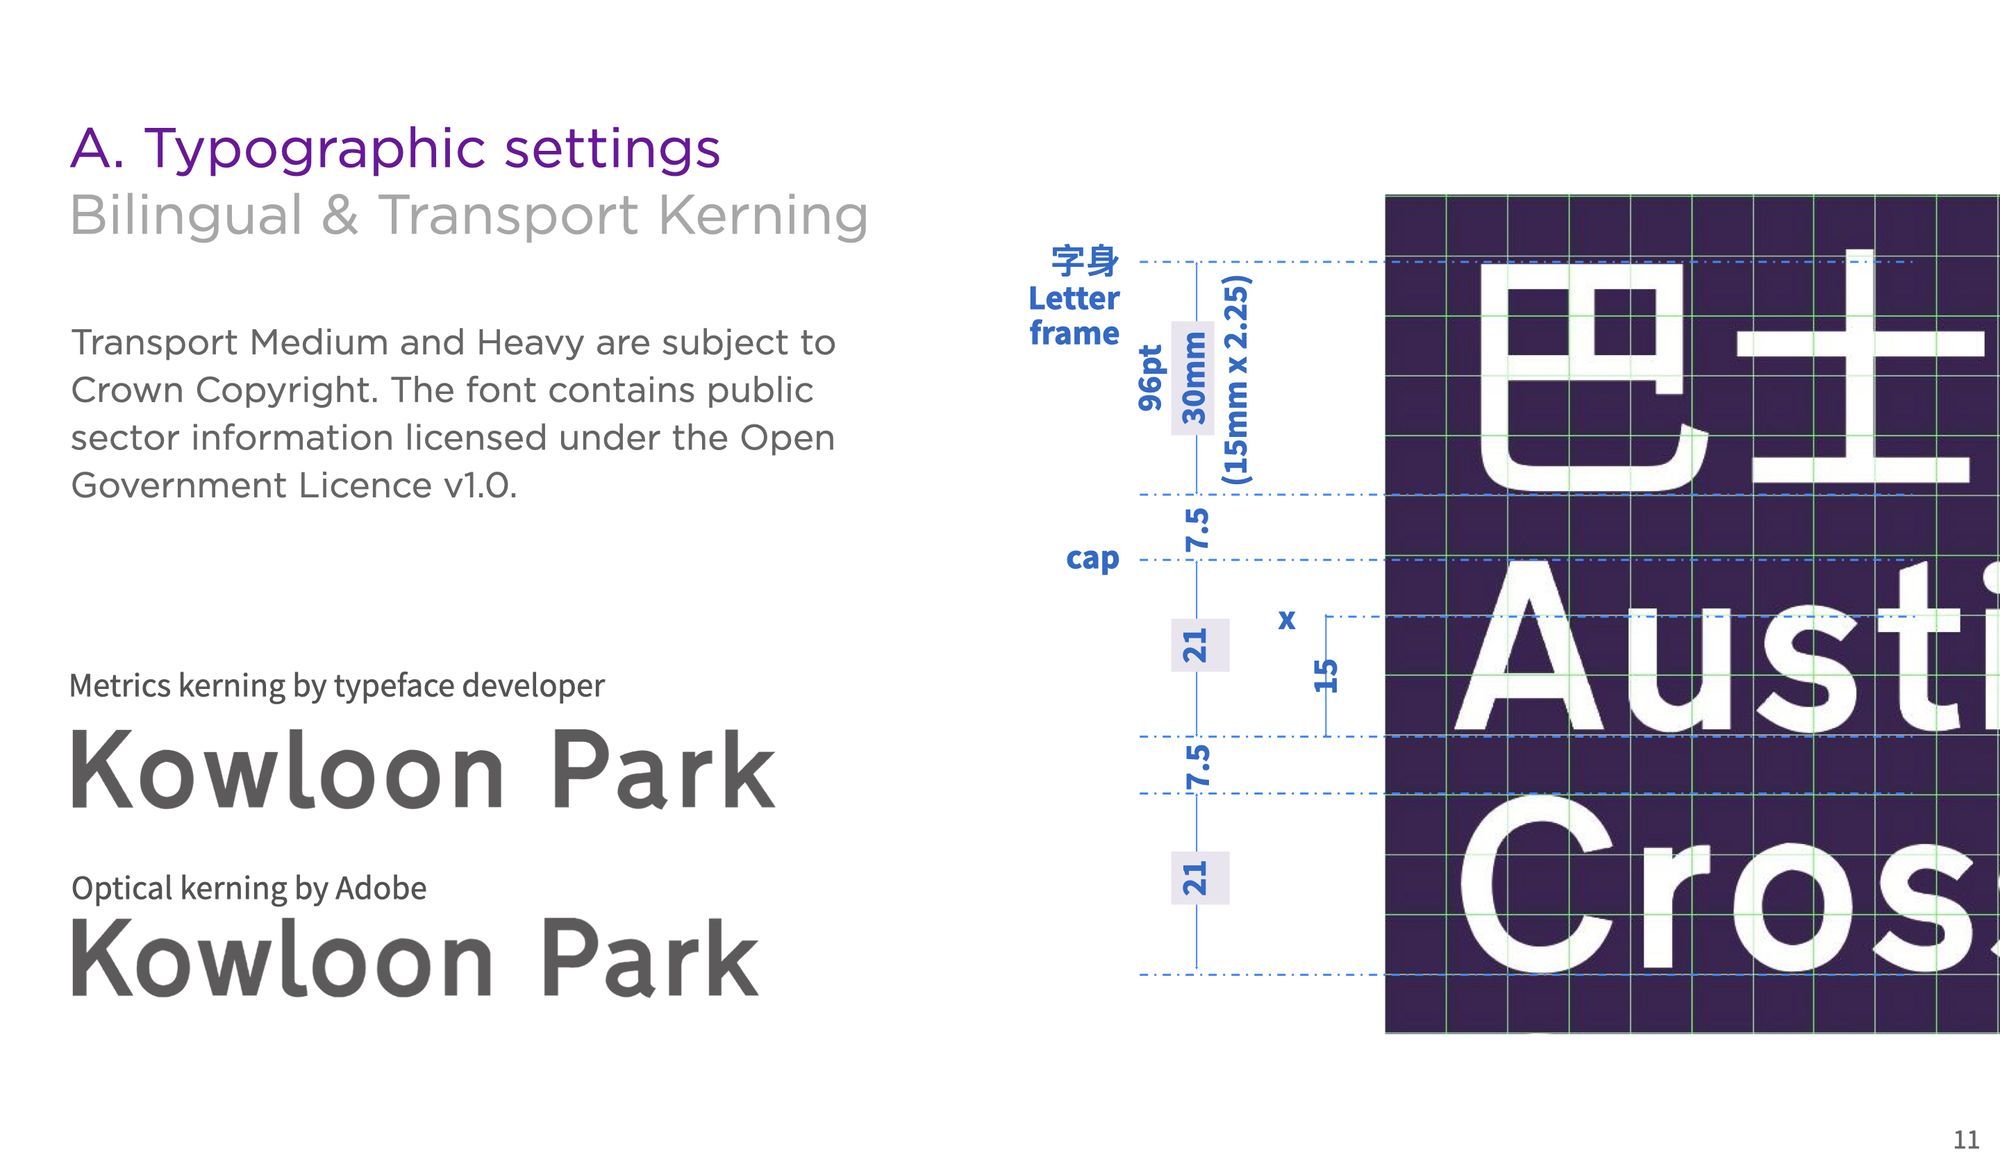 A. Typographic settings
Bilingual & Transport Kerning
Transport Medium and Heavy are subject to
Crown Copyright. The font contains public
sector information licensed under the Open
Government Licence v1.0.
Metrics kerning by typeface developer
Kowloon Park
Optical kerning by Adobe
Kowloon Park
字身
Letter
frame
96pt
30mm
(15mm x 2.25)
7.5
cap
21
x
15
7.5
21
巴士
Austi
Cros
11